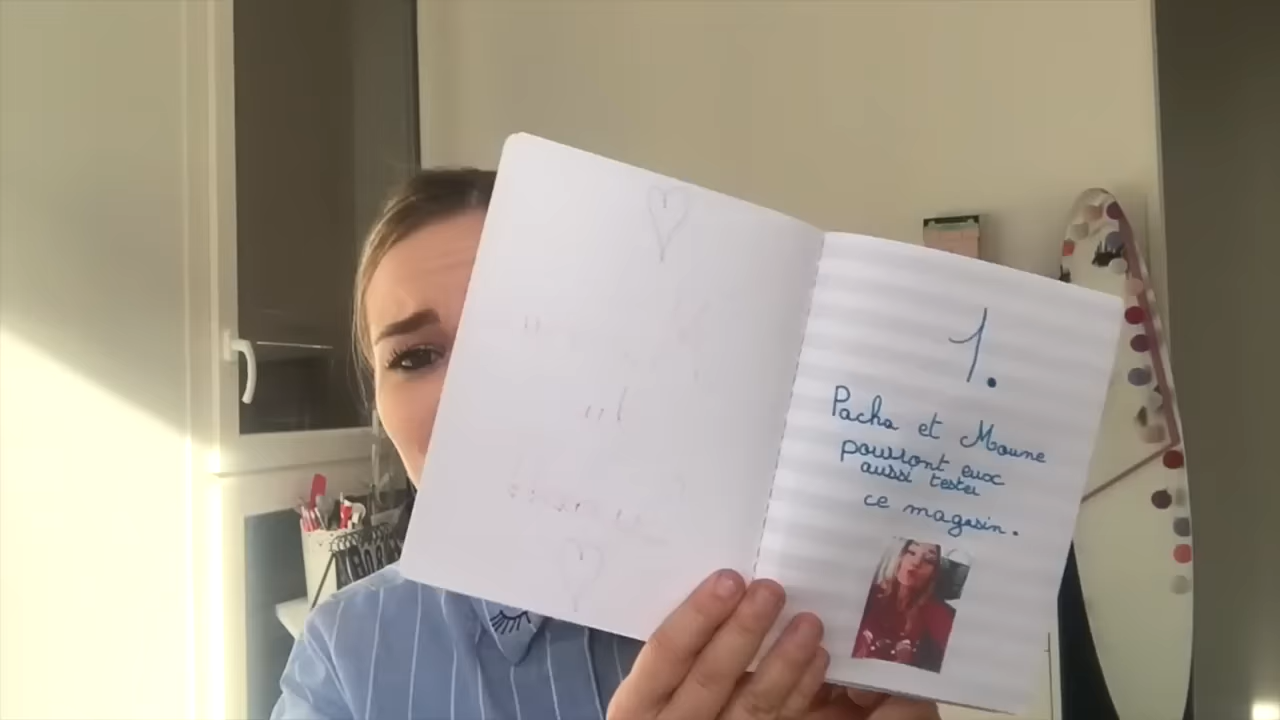 1.
Pacha et Moune
pourront eux
aussi tester
ce magasin.